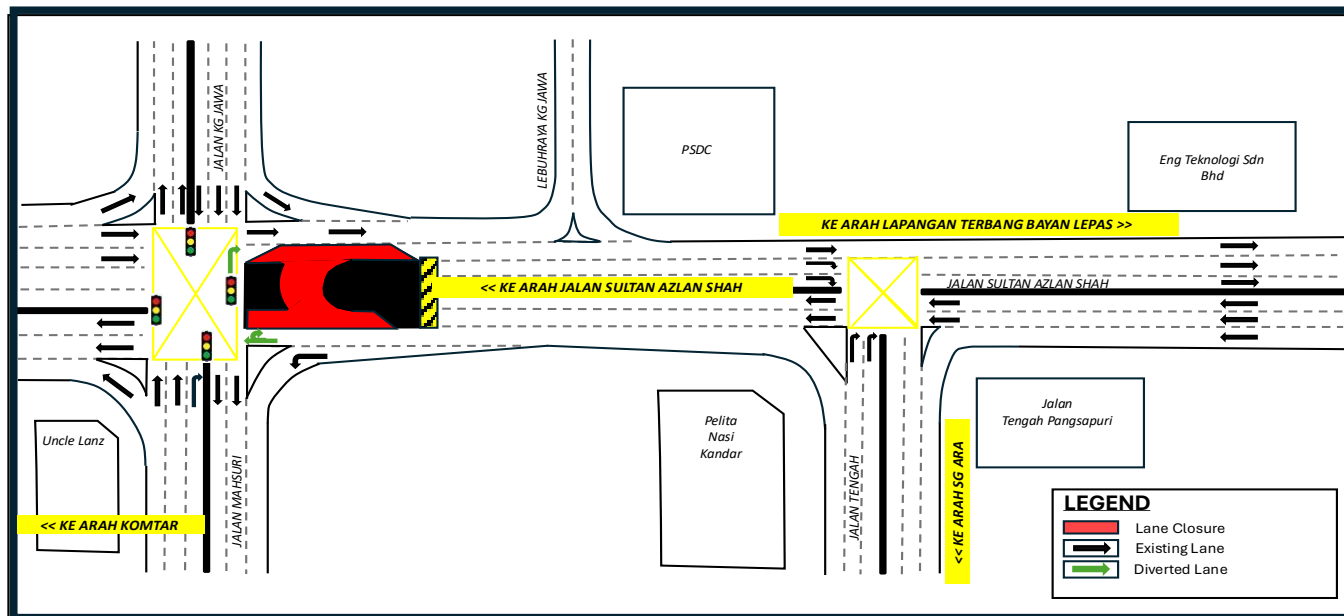 JALAN KG JAWA
LEBUHRAYA KG JAWA
PSDC
Eng Teknologi Sdn
Bhd
KE ARAH LAPANGAN TERBANG BAYAN LEPAS >>
<< KE ARAH JALAN SULTAN AZLAN SHAH
JALAN SULTAN AZLAN SHAH
Uncle Lanz
<< KE ARAH KOMTAR
JALAN MAHSURI
Pelita
Nasi
Kandar
JALAN TENGAH
<< KE ARAH SG ARA
Jalan
Tengah Pangsapuri
LEGEND
Lane Closure
Existing Lane
Diverted Lane